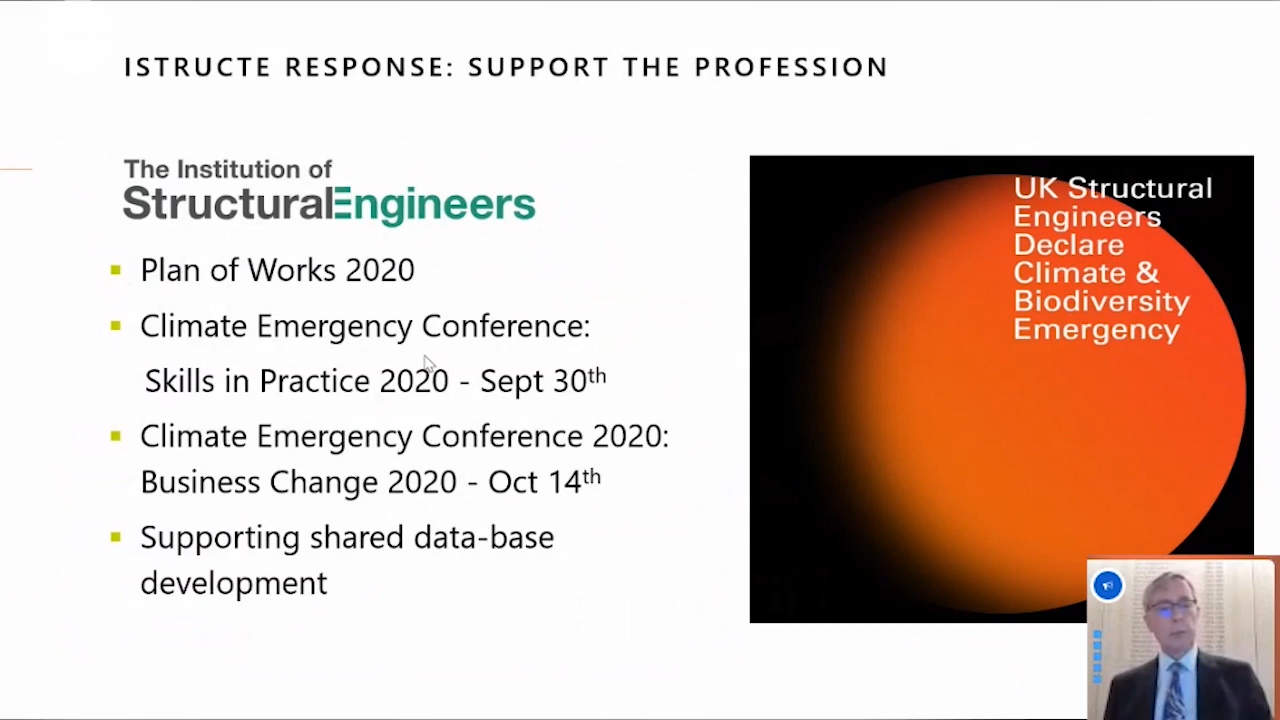 ISTRUCTE RESPONSE: SUPPORT THE PROFESSION
The Institution of
StructuralEngineers
Plan of Works 2020
Climate Emergency Conference:
Skills in Practice 2020 - Sept 30th
Climate Emergency Conference 2020:
Business Change 2020 - Oct 14th
Supporting shared data-base
development
UK Structural
Engineers
Declare
Climate &
Biodiversity
Emergency